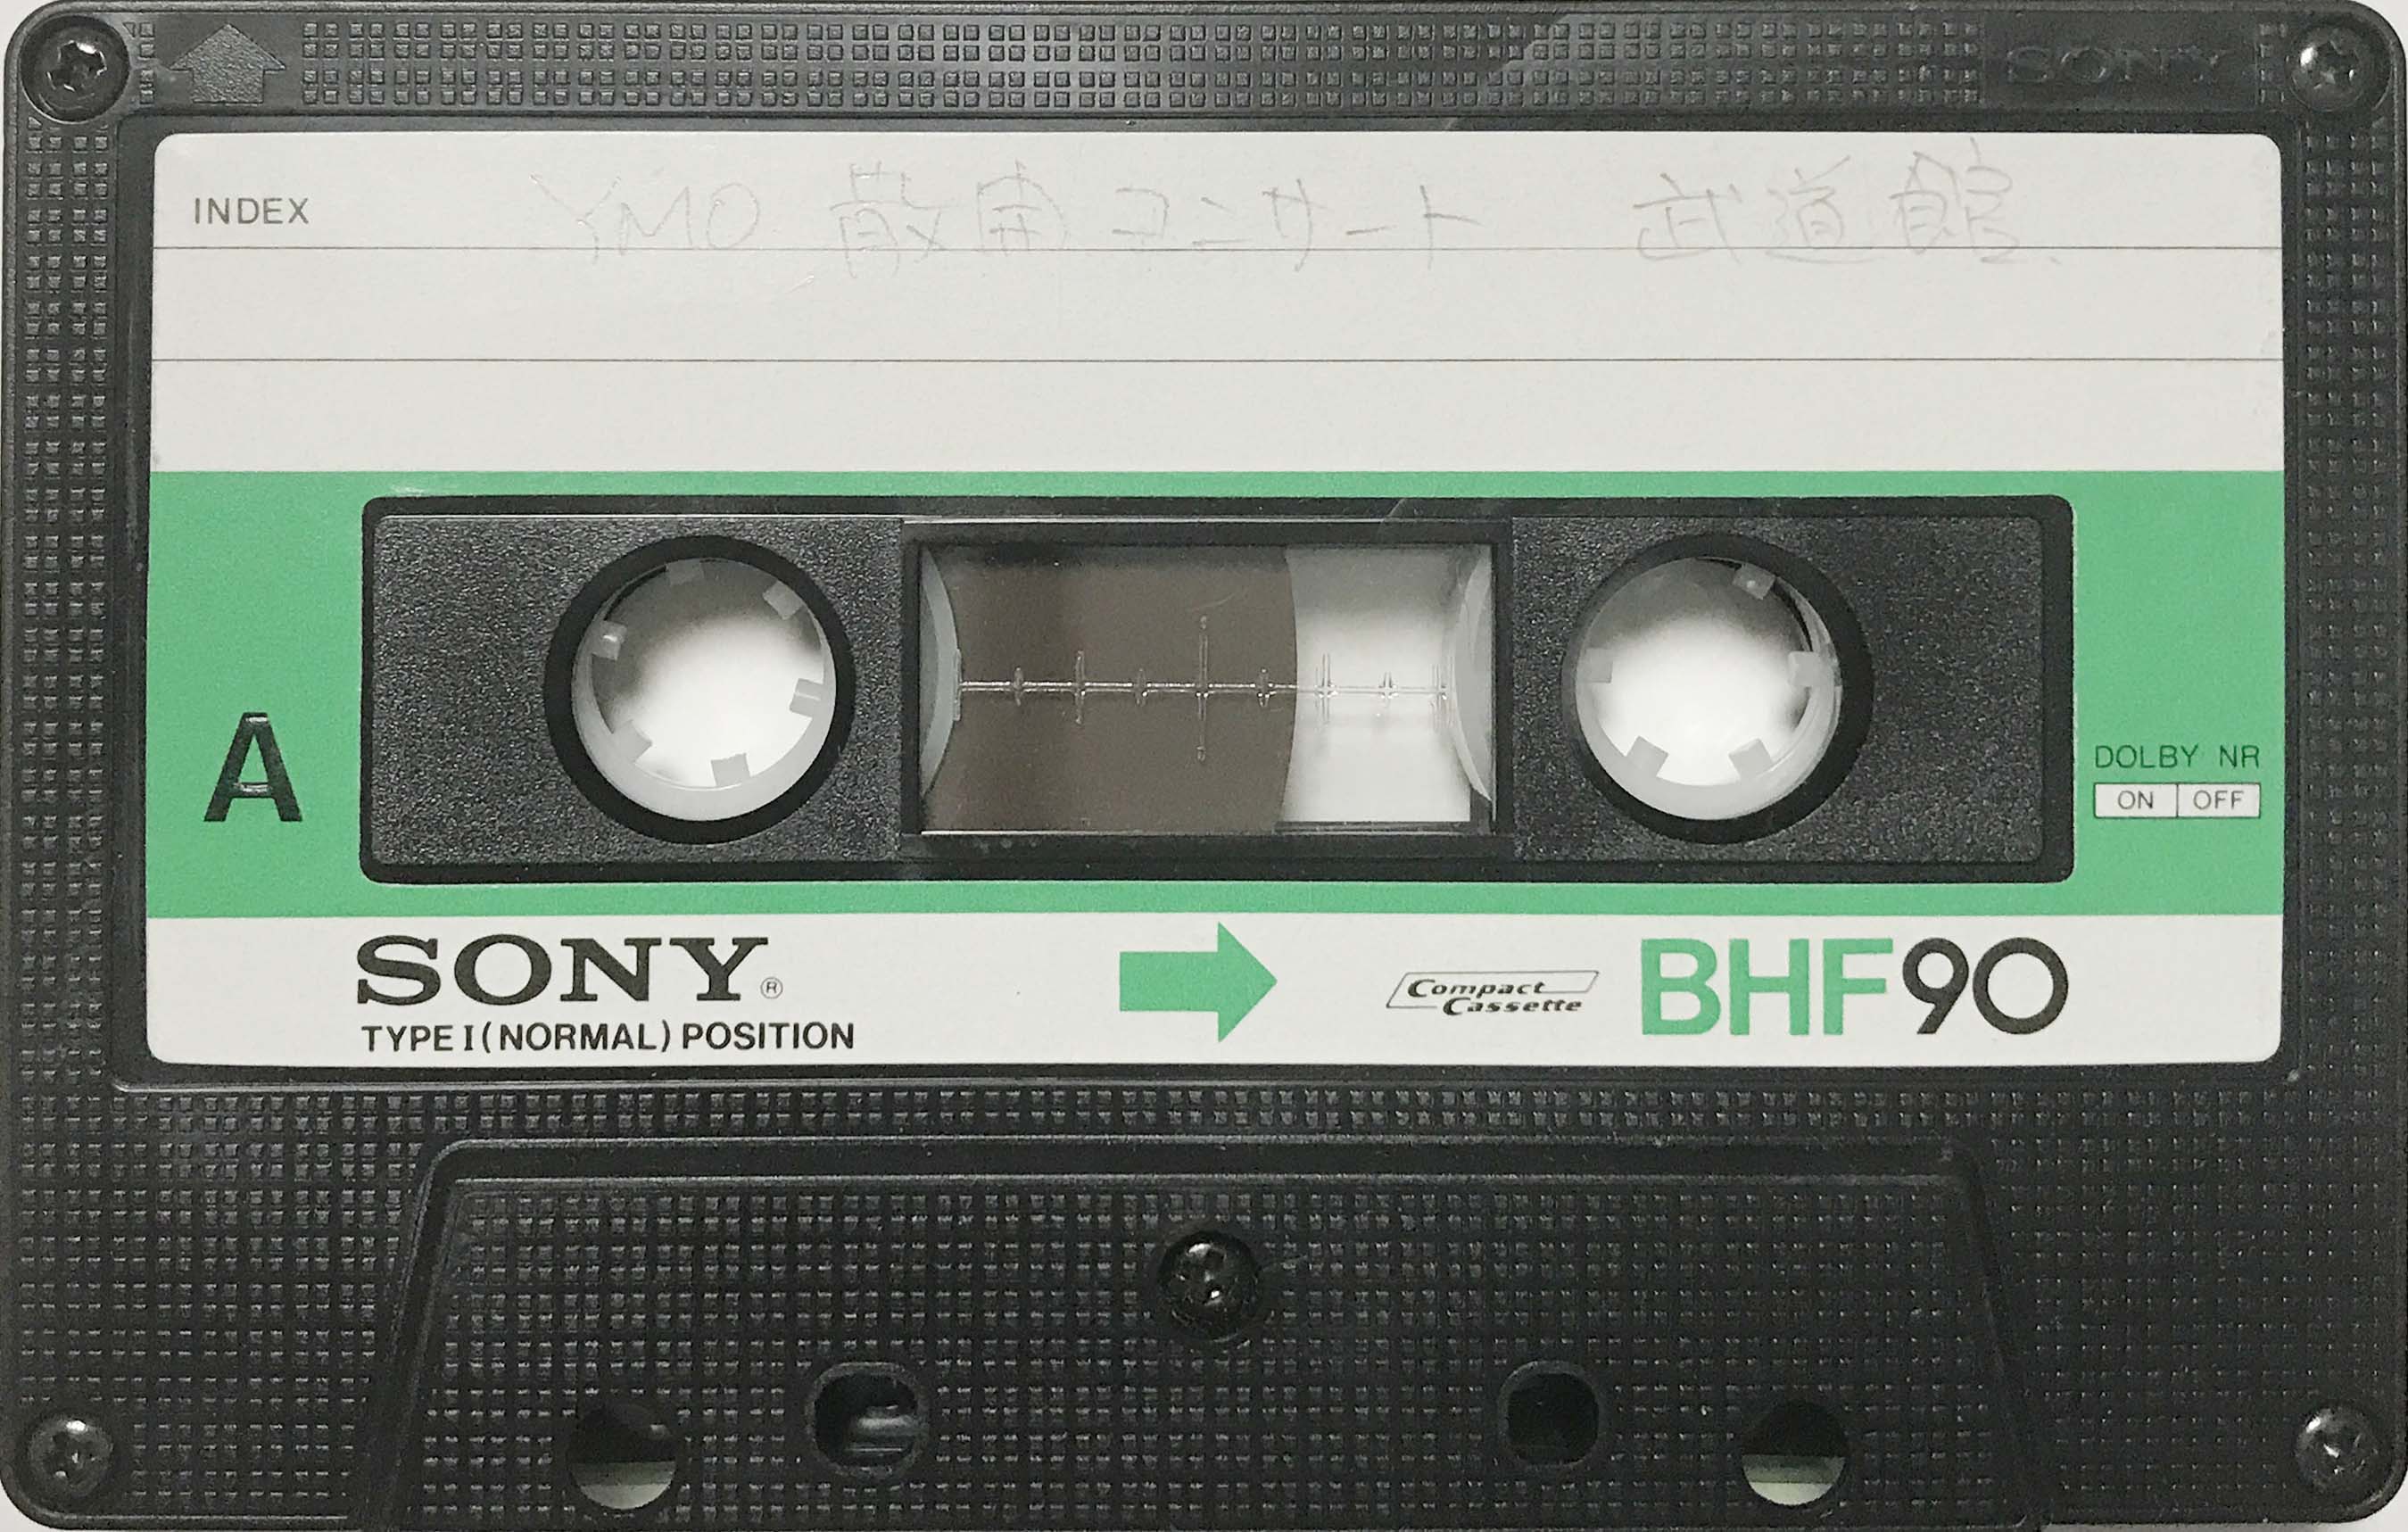 SONY
INDEX
YMO 散開コンサート 武道館
A
DOLBY NR
ON OFF
SONY®
TYPE I (NORMAL) POSITION
Compact
Cassette
BHF90